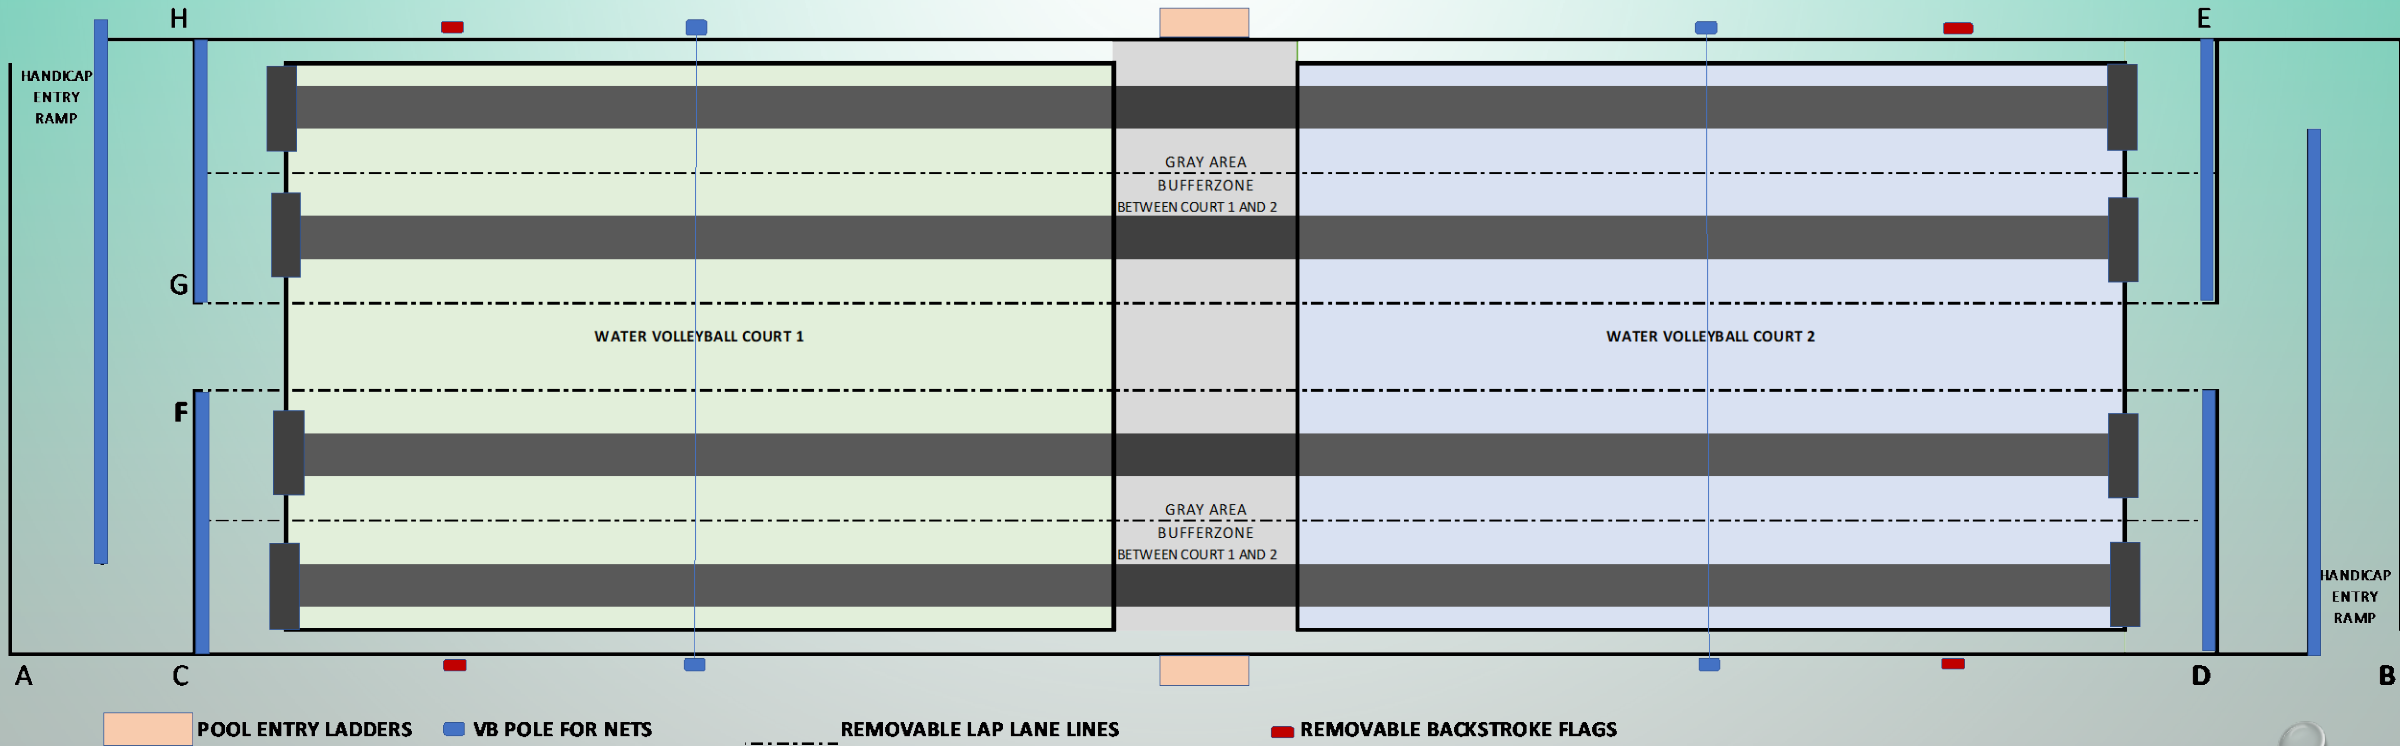 H
E
HANDICAP
ENTRY
RAMP
GRAY AREA
BUFFERZONE
BETWEEN COURT 1 AND 2
G
WATER VOLLEYBALL COURT 1
WATER VOLLEYBALL COURT 2
F
GRAY AREA
BUFFERZONE
BETWEEN COURT 1 AND 2
HANDICAP
ENTRY
RAMP
A
C
D
B
POOL ENTRY LADDERS
VB POLE FOR NETS
REMOVABLE LAP LANE LINES
REMOVABLE BACKSTROKE FLAGS